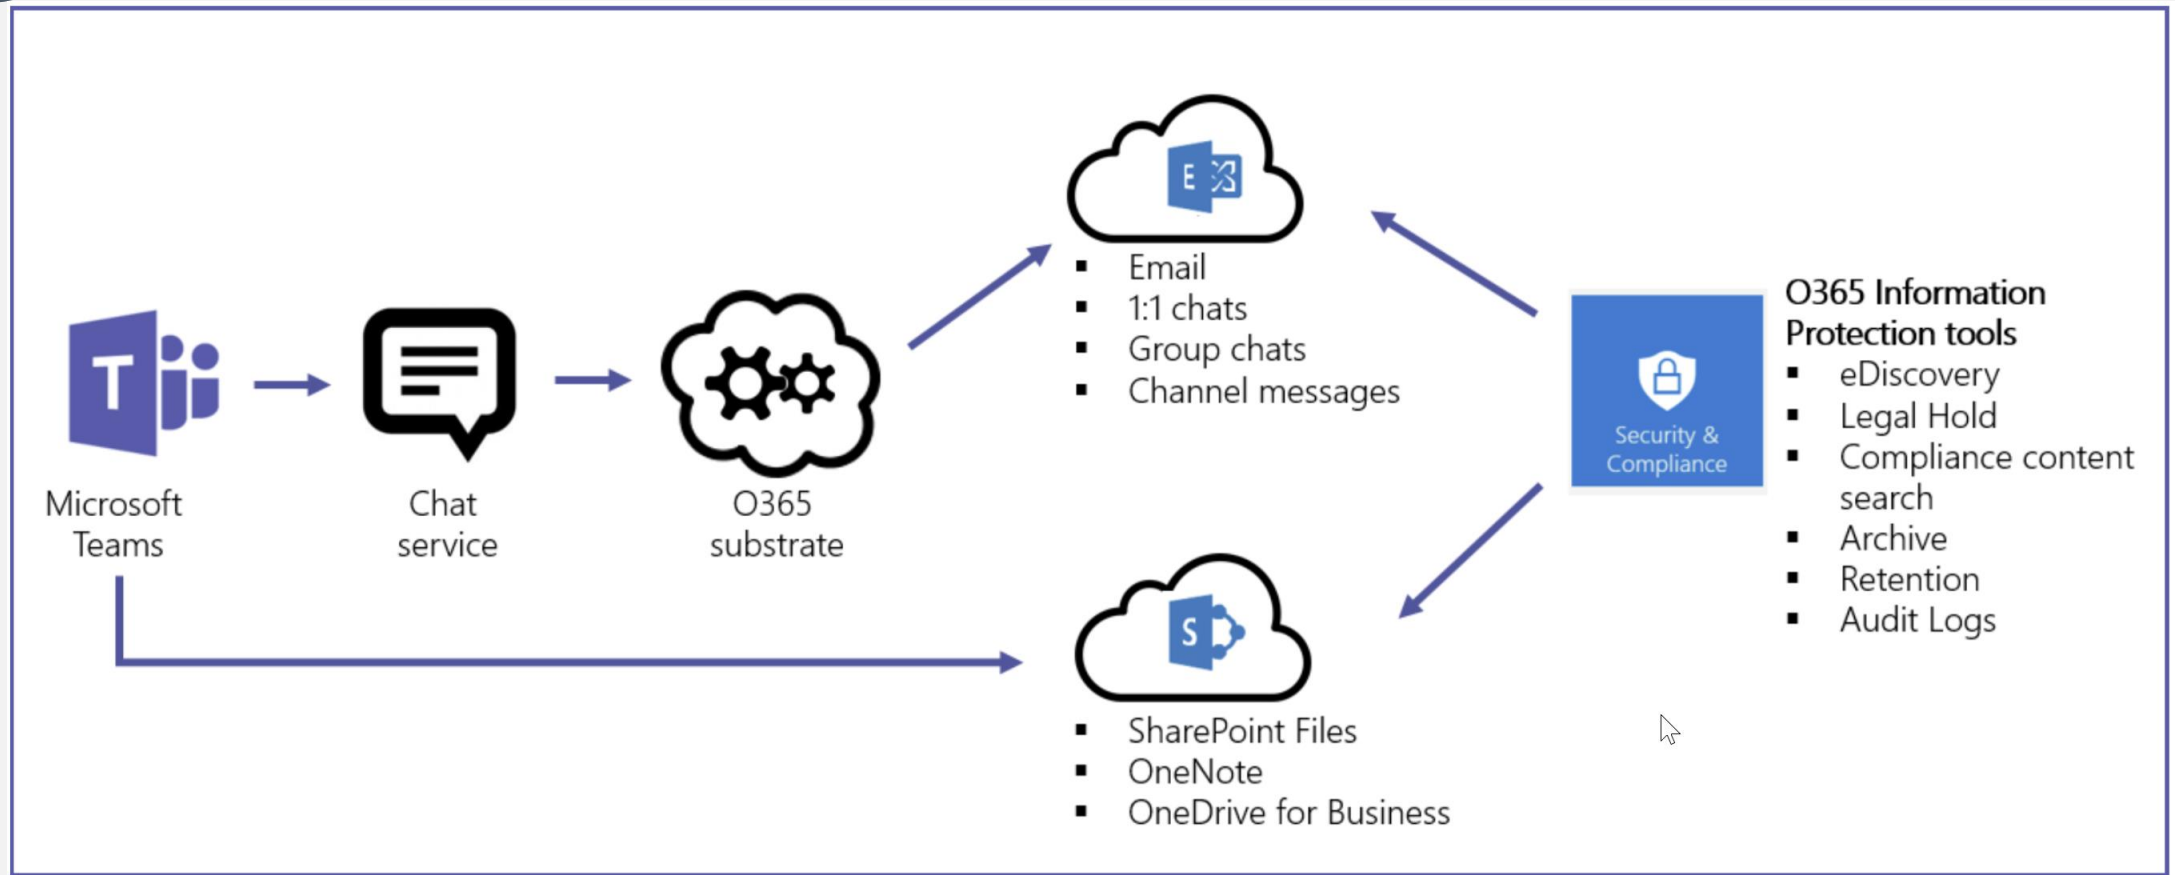 T
Microsoft
Teams
Chat
service
O365
substrate
E
▪ Email
▪ 1:1 chats
▪ Group chats
▪ Channel messages
S
▪ SharePoint Files
▪ OneNote
▪ OneDrive for Business
Security &
Compliance
O365 Information
Protection tools
▪ eDiscovery
▪ Legal Hold
▪ Compliance content
search
▪ Archive
▪ Retention
▪ Audit Logs